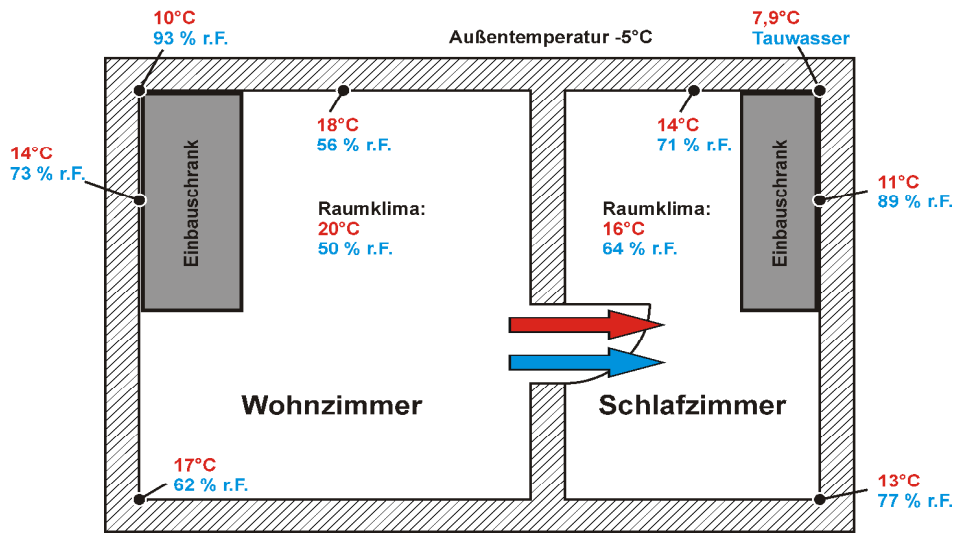 10°C
93 % r.F.
Außentemperatur -5°C
7,9°C
Tauwasser
18°C
56 % r.F.
14°C
71 % r.F.
14°C
73 % r.F.
Einbauschrank
Einbauschrank
11°C
89 % r.F.
Raumklima:
20°C
50 % r.F.
Raumklima:
16°C
64 % r.F.
Wohnzimmer
Schlafzimmer
17°C
62 % r.F.
13°C
77 % r.F.